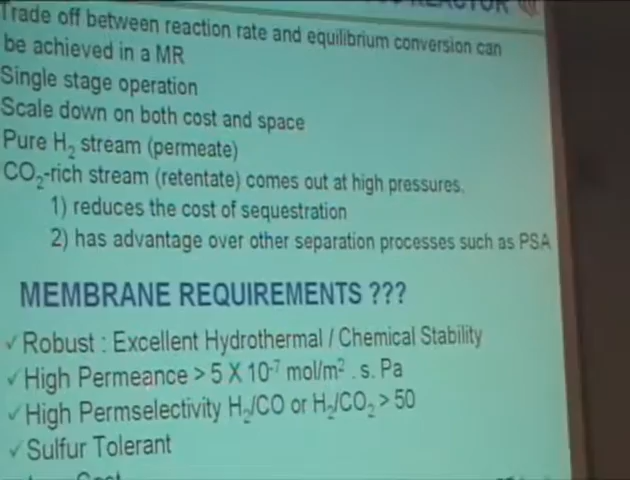 REACTOR
Trade off between reaction rate and equilibrium conversion can
be achieved in a MR
Single stage operation
Scale down on both cost and space
Pure H₂ stream (permeate)
CO₂-rich stream (retentate) comes out at high pressures.
1) reduces the cost of sequestration
2) has advantage over other separation processes such as PSA
MEMBRANE REQUIREMENTS ???
✓Robust : Excellent Hydrothermal / Chemical Stability
✓High Permeance > 5 X 10⁻⁷ mol/m² . s. Pa
✓High Permselectivity H₂/CO or H₂/CO₂ > 50
✓Sulfur Tolerant
Cost